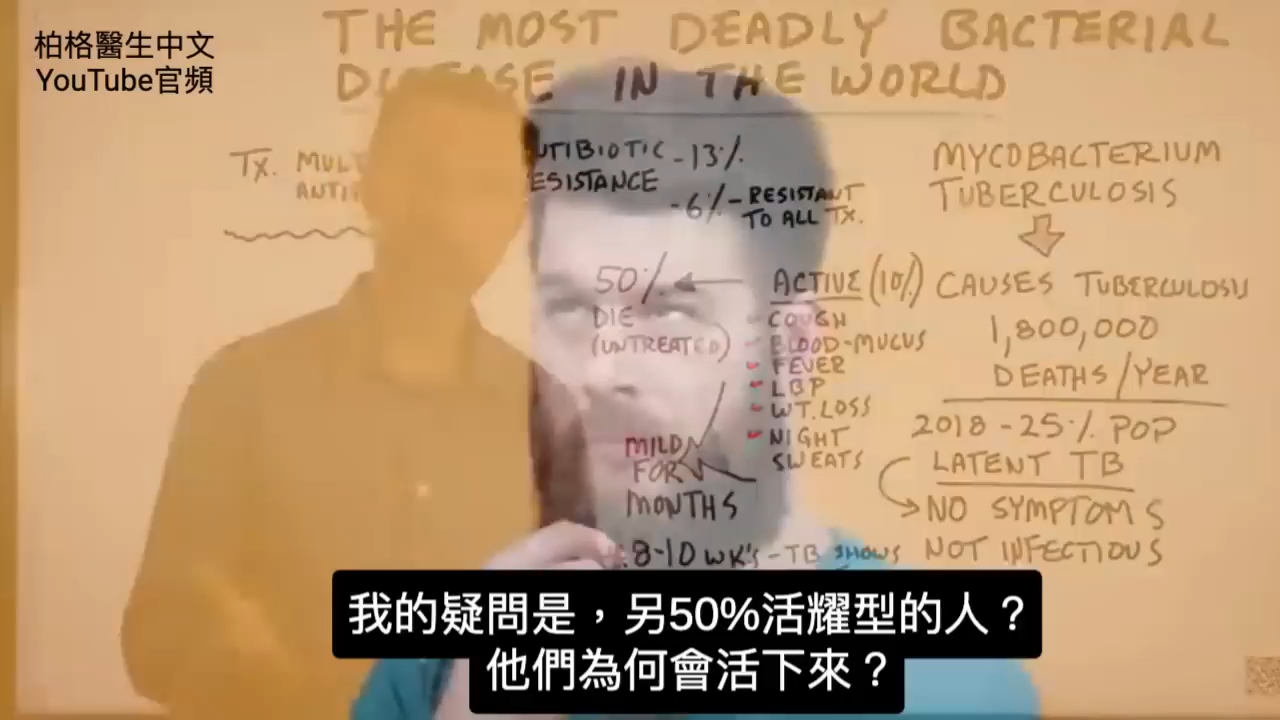 柏格醫生中文
YouTube官頻
THE MOST DEADLY BACTERIAL
IN THE WORLD
TX.
-13%
RESISTANCE
-6%-RESISTANT
TO ALL TX.
MYCOBACTERIUM
TUBERCULOSIS
CAUSES TUBERCULOSIS
1,800,000
DEATHS/YEAR
2018-25% POP
LATENT TB
NO SYMPTOMS
NOT INFECTIOUS
50%
DIE
(UNTREATED)
ACTIVE (10%)
COUGH
BLOOD-MUCUS
FEVER
LBP
WT.LOSS
NIGHT
SWEATS
MILD
FOR
MONTHS
8-10 WK'S-TB SHOWS
我的疑問是，另50%活耀型的人？
他們為何會活下來？